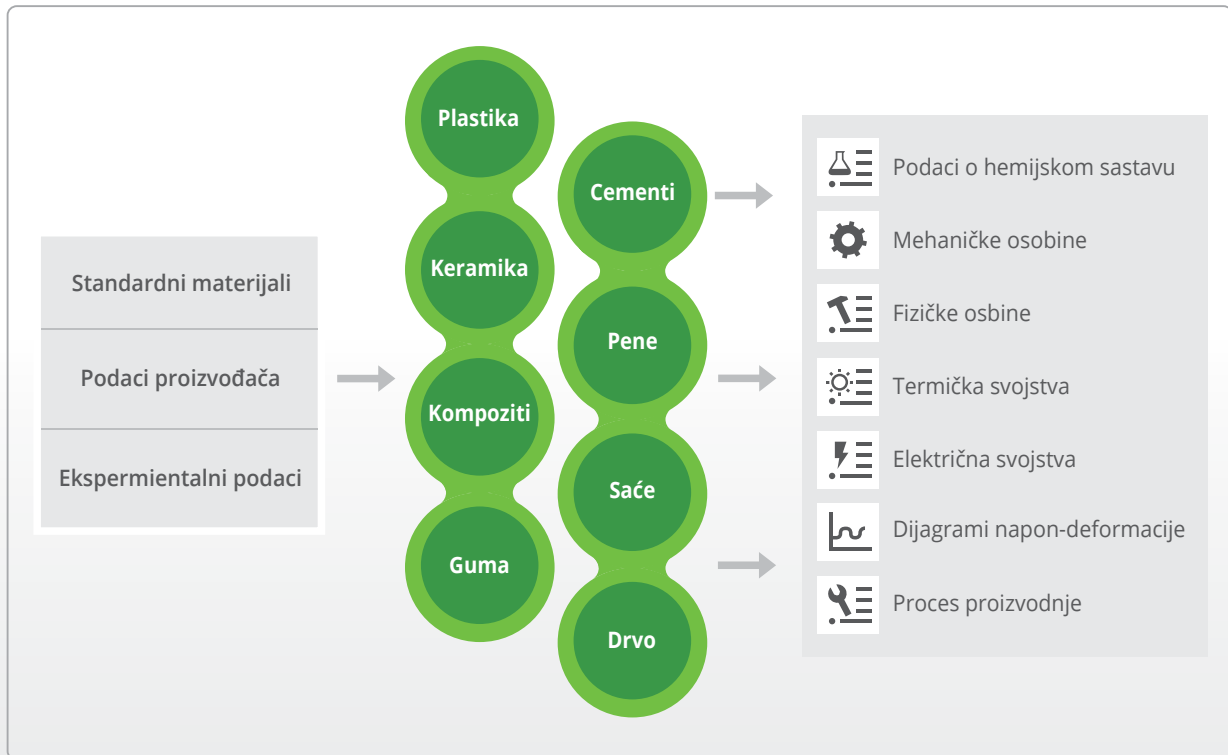 Standardni materijali
Podaci proizvođača
Ekspermientalni podaci
Plastika
Keramika
Kompoziti
Guma
Cementi
Pene
Saće
Drvo
Podaci o hemijskom sastavu
Mehaničke osobine
Fizičke osbine
Termička svojstva
Električna svojstva
Dijagrami napon-deformacije
Proces proizvodnje